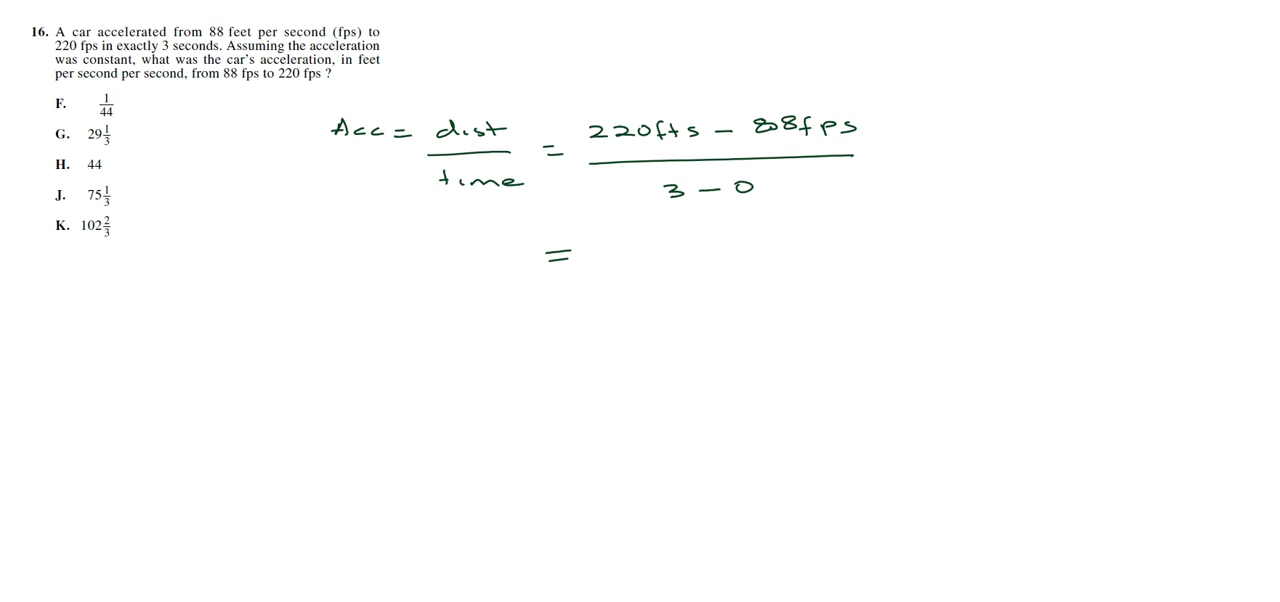 16. A car accelerated from 88 feet per second (fps) to
220 fps in exactly 3 seconds. Assuming the acceleration
was constant, what was the car's acceleration, in feet
per second per second, from 88 fps to 220 fps ?
F. 1/44
G. 29 1/3
H. 44
J. 75 1/3
K. 102 2/3
Acc = dist/time = 220fts - 88fps / 3 - 0
=